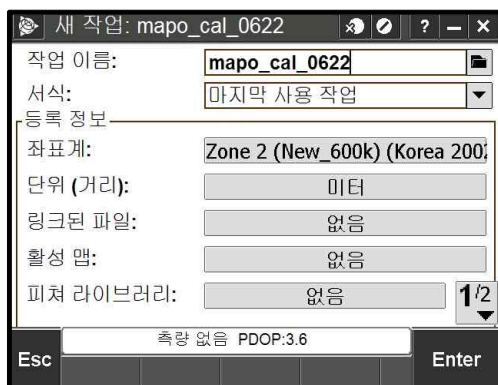 새 작업: mapo_cal_0622 ? – ×
작업 이름: mapo_cal_0622
서식: 마지막 사용 작업
등록 정보
좌표계: Zone 2 (New_600k) (Korea 2002
단위 (거리): 미터
링크된 파일: 없음
활성 맵: 없음
피쳐 라이브러리: 없음 1/2
측량 없음 PDOP:3.6
Esc Enter